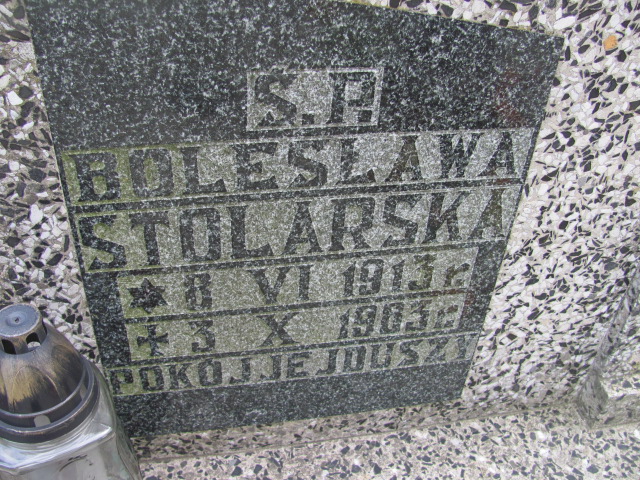 S.P.
BOLESŁAWA
STOLARSKA
* 8 VI 1913 r.
+ 3 X 1983 r.
POKÓJ JEJ DUSZY